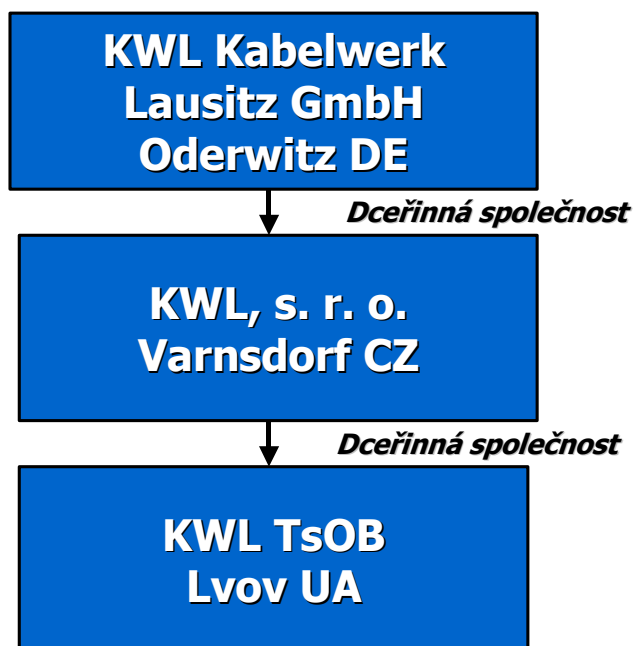 KWL Kabelwerk
Lausitz GmbH
Oderwitz DE
Dceřinná společnost
KWL, s. r. o.
Varnsdorf CZ
Dceřinná společnost
KWL TsOB
Lvov UA